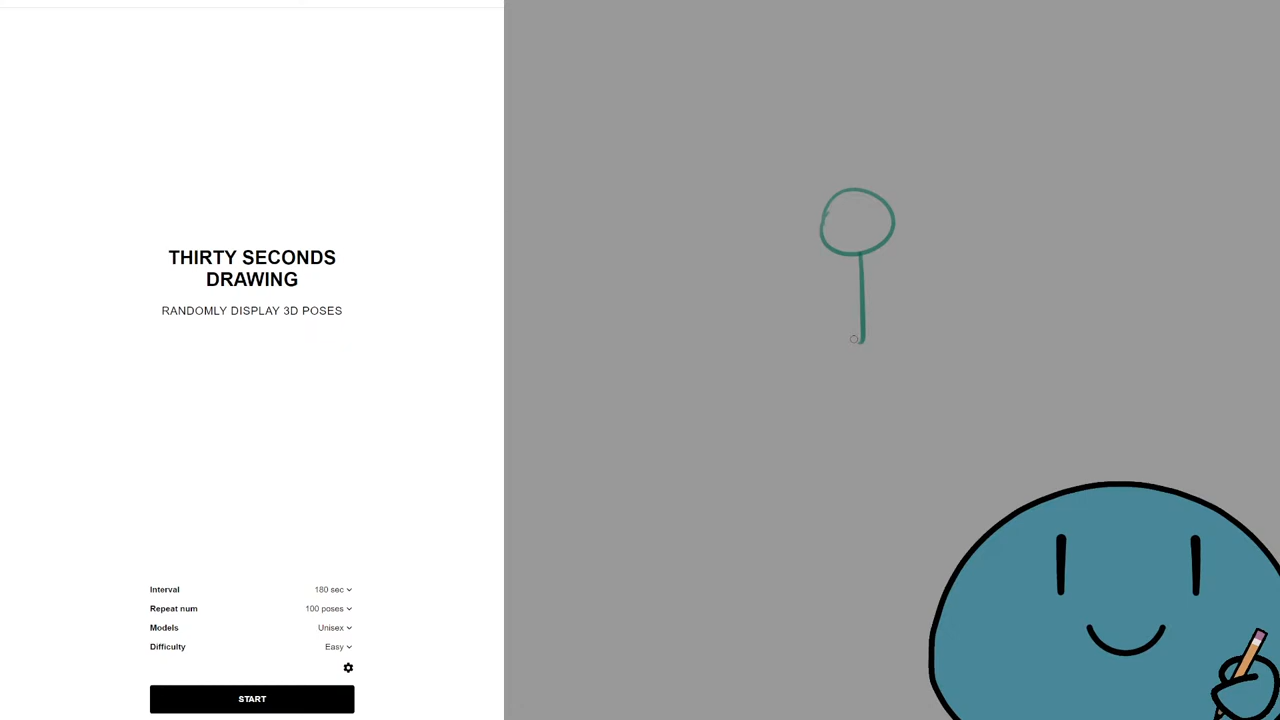 THIRTY SECONDS
DRAWING
RANDOMLY DISPLAY 3D POSES
Interval 180 sec
Repeat num 100 poses
Models Unisex
Difficulty Easy
START